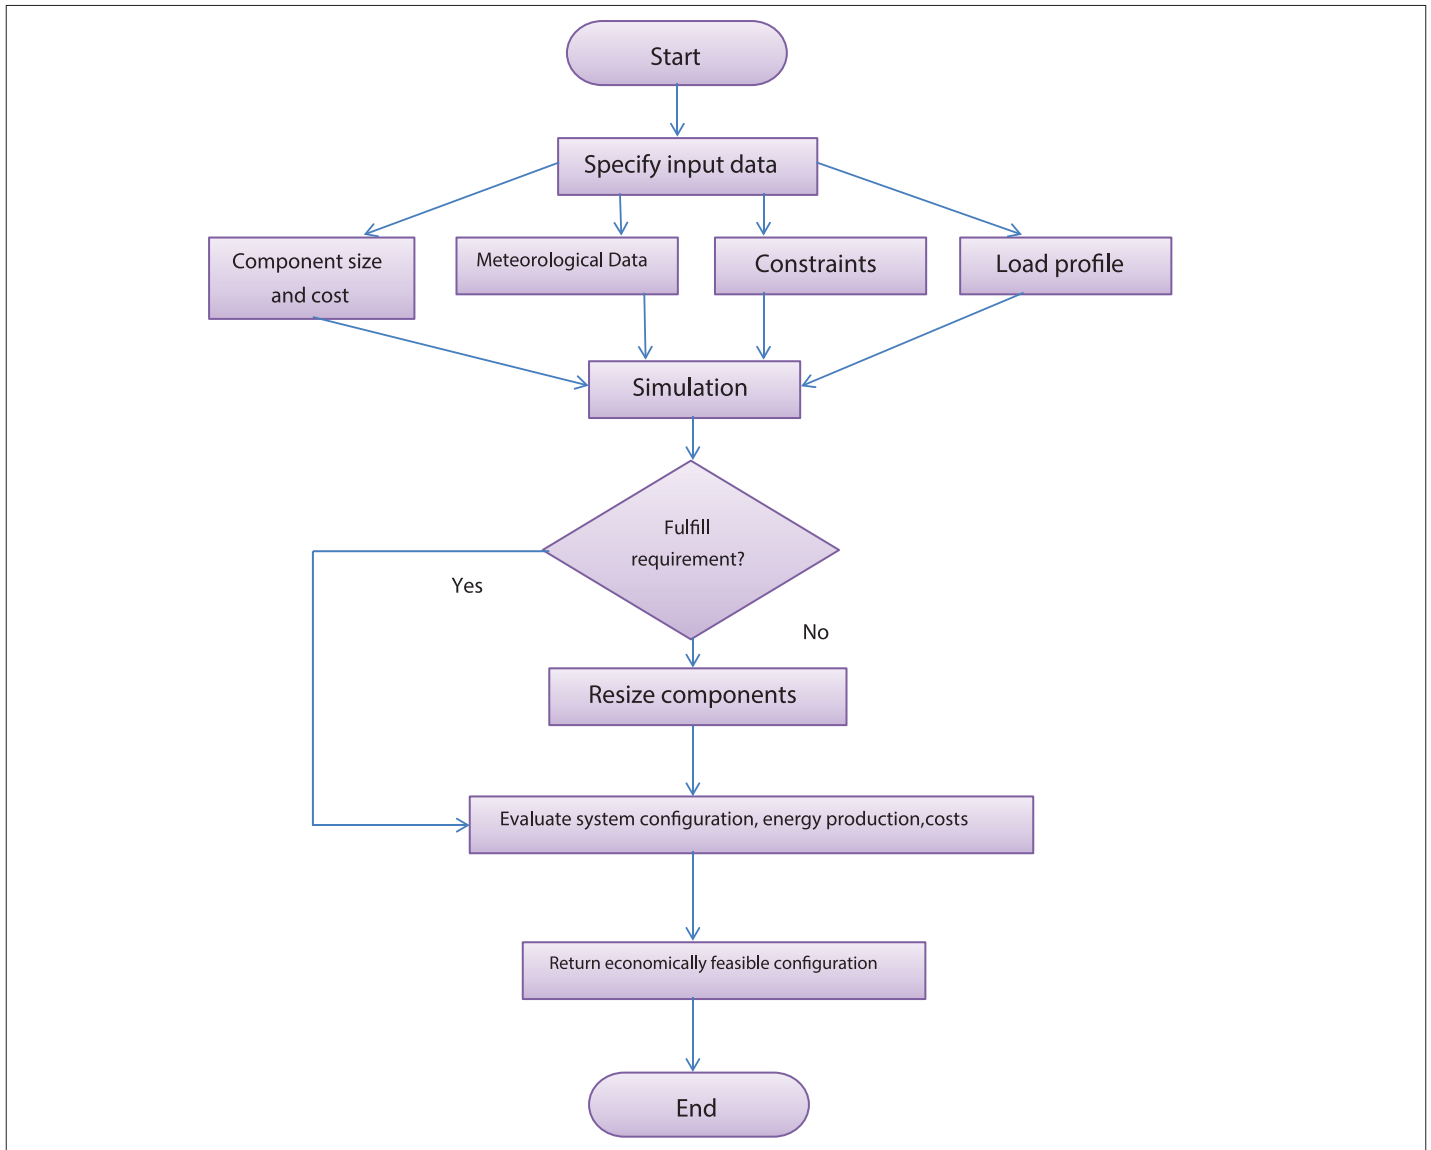 Start
Specify input data
Component size
and cost
Meteorological Data
Constraints
Load profile
Simulation
Fulfill
requirement?
Yes
No
Resize components
Evaluate system configuration, energy production,costs
Return economically feasible configuration
End